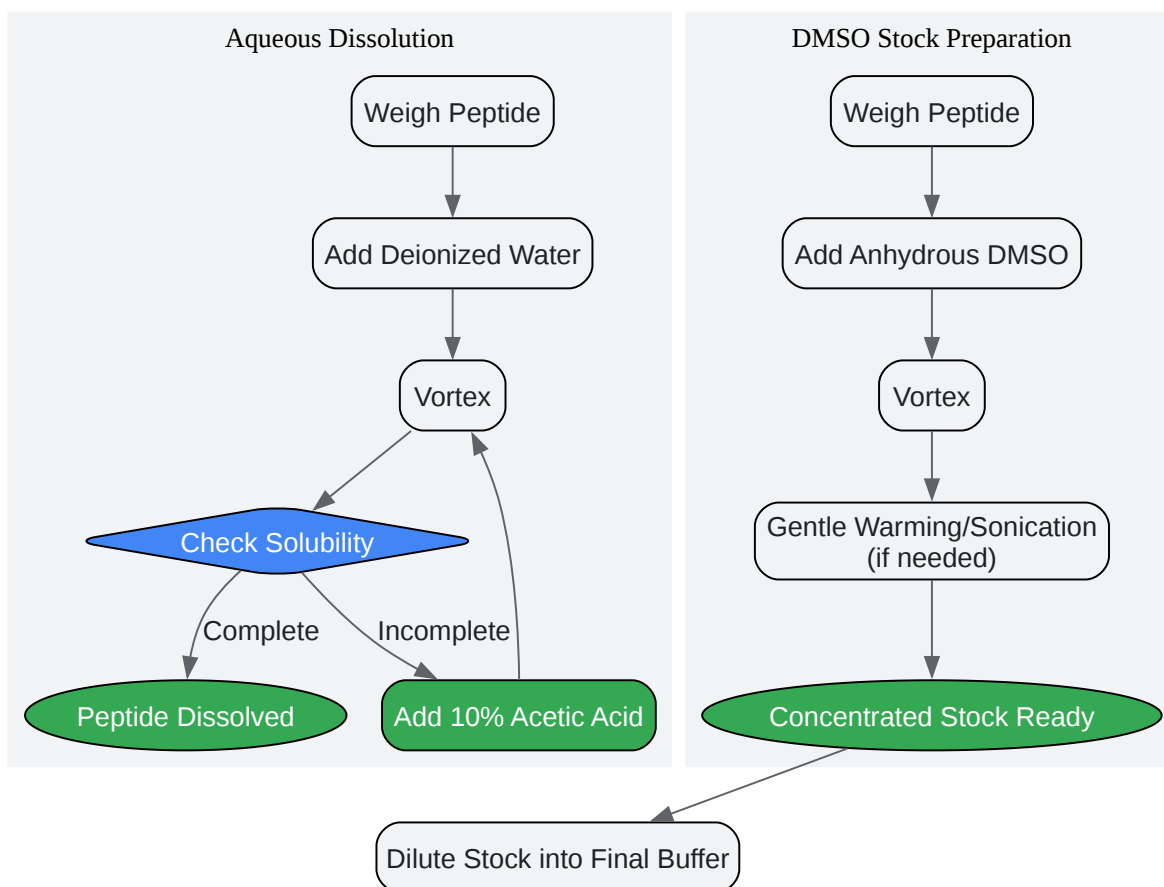 Aqueous Dissolution
Weigh Peptide
Add Deionized Water
Vortex
Check Solubility
Complete
Incomplete
Peptide Dissolved
Add 10% Acetic Acid
DMSO Stock Preparation
Weigh Peptide
Add Anhydrous DMSO
Vortex
Gentle Warming/Sonication
(if needed)
Concentrated Stock Ready
Dilute Stock into Final Buffer